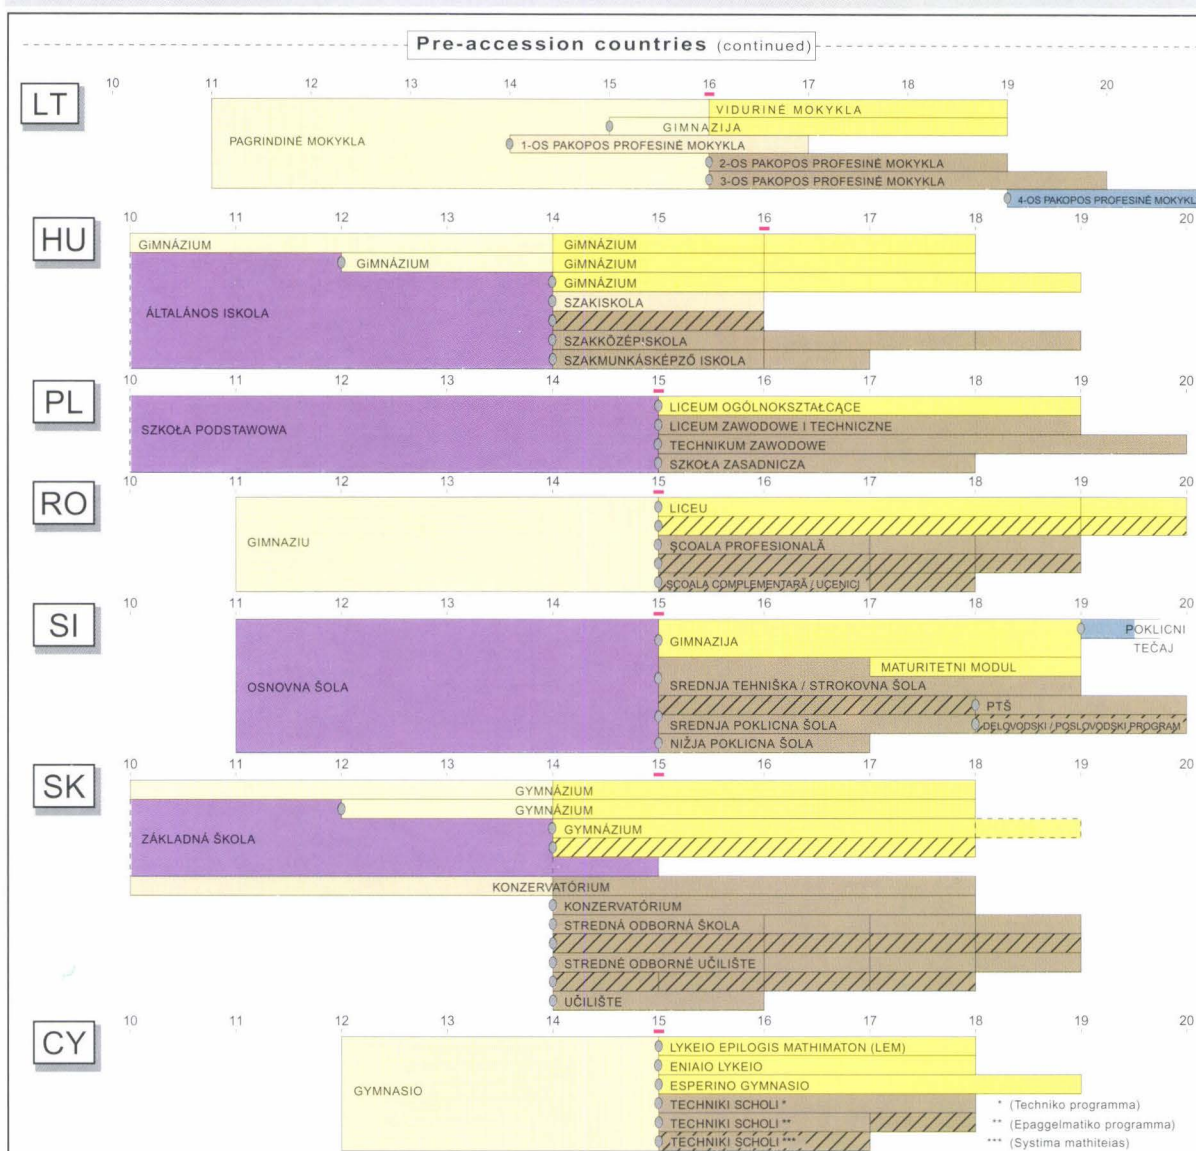 Pre-accession countries (continued)
10 11 12 13 14 15 16 17 18 19 20
LT
VIDURINĖ MOKYKLA
GIMNAZIJA
PAGRINDINĖ MOKYKLA
1-OS PAKOPOS PROFESINĖ MOKYKLA
2-OS PAKOPOS PROFESINĖ MOKYKLA
3-OS PAKOPOS PROFESINĖ MOKYKLA
4-OS PAKOPOS PROFESINĖ MOKYKL
10 11 12 13 14 15 16 17 18 19 20
HU
GiMNÁZIUM GiMNÁZIUM
GiMNÁZIUM GiMNÁZIUM
GiMNÁZIUM
SZAKISKOLA
ÁLTALÁNOS ISKOLA
SZAKKÖZÉP'SKOLA
SZAKMUNKÁSKÉPZŐ ISKOLA
10 11 12 13 14 15 16 17 18 19 20
PL
LICEUM OGÓLNOKSZTAŁCĄCE
LICEUM ZAWODOWE I TECHNICZNE
SZKOŁA PODSTAWOWA
TECHNIKUM ZAWODOWE
SZKOŁA ZASADNICZA
10 11 12 13 14 15 16 17 18 19 20
RO
LICEU
GIMNAZIU
ŞCOALA PROFESIONALĂ
ŞCOALA COMPLEMENTARĂ / UCENICI
10 11 12 13 14 15 16 17 18 19 20
SI
POKLICNI
TEČAJ
GIMNAZIJA
MATURITETNI MODUL
OSNOVNA ŠOLA
SREDNJA TEHNIŠKA / STROKOVNA ŠOLA
PTŠ
SREDNJA POKLICNA ŠOLA
DELOVODSKI / POSLOVODSKI PROGRAM
NIŽJA POKLICNA ŠOLA
10 11 12 13 14 15 16 17 18 19 20
SK
GYMNÁZIUM
GYMNÁZIUM
GYMNÁZIUM
ZÁKLADNÁ ŠKOLA
KONZERVATÓRIUM
KONZERVATÓRIUM
STREDNÁ ODBORNÁ ŠKOLA
STREDNÉ ODBORNÉ UČILIŠTE
UČILIŠTE
10 11 12 13 14 15 16 17 18 19 20
CY
LYKEIO EPILOGIS MATHIMATON (LEM)
ENIAIO LYKEIO
ESPERINO GYMNASIO
GYMNASIO
TECHNIKI SCHOLI * * (Techniko programma)
TECHNIKI SCHOLI ** ** (Epaggelmatiko programma)
TECHNIKI SCHOLI *** *** (Systima mathiteias)